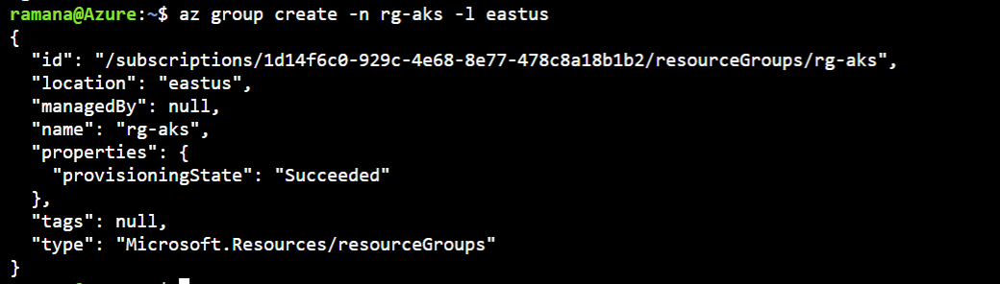 ramana@Azure:~$ az group create -n rg-aks -l eastus
{
  "id": "/subscriptions/1d14f6c0-929c-4e68-8e77-478c8a18b1b2/resourceGroups/rg-aks",
  "location": "eastus",
  "managedBy": null,
  "name": "rg-aks",
  "properties": {
    "provisioningState": "Succeeded"
  },
  "tags": null,
  "type": "Microsoft.Resources/resourceGroups"
}